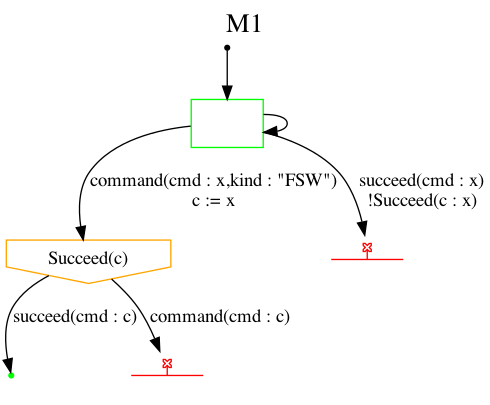 M1
command(cmd : x,kind : "FSW")
c := x
succeed(cmd : x)
!Succeed(c : x)
Succeed(c)
succeed(cmd : c)
command(cmd : c)